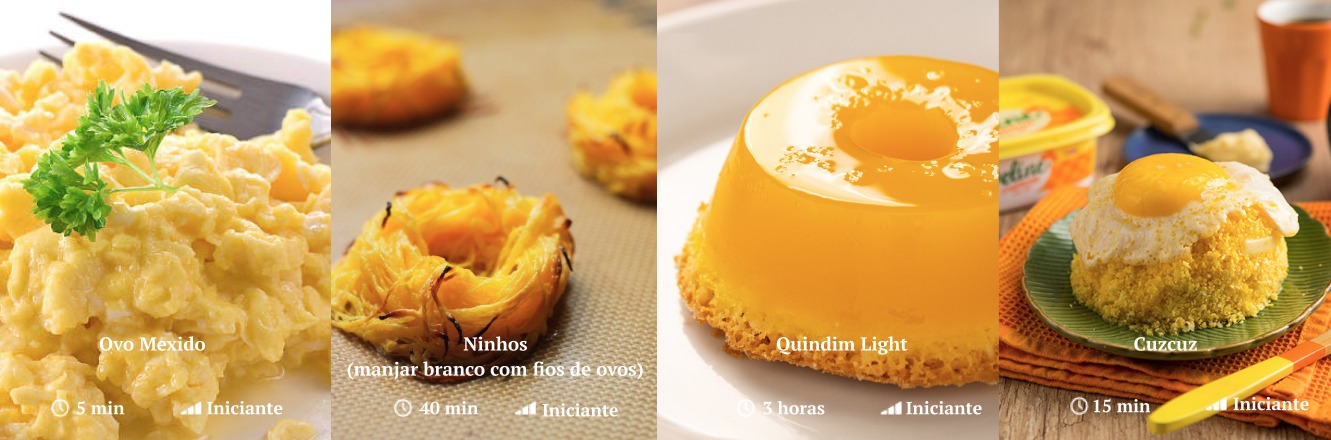 Ovo Mexido
5 min
Iniciante
Ninhos
(manjar branco com fios de ovos)
40 min
Iniciante
Quindim Light
3 horas
Iniciante
Cuzcuz
15 min
Iniciante